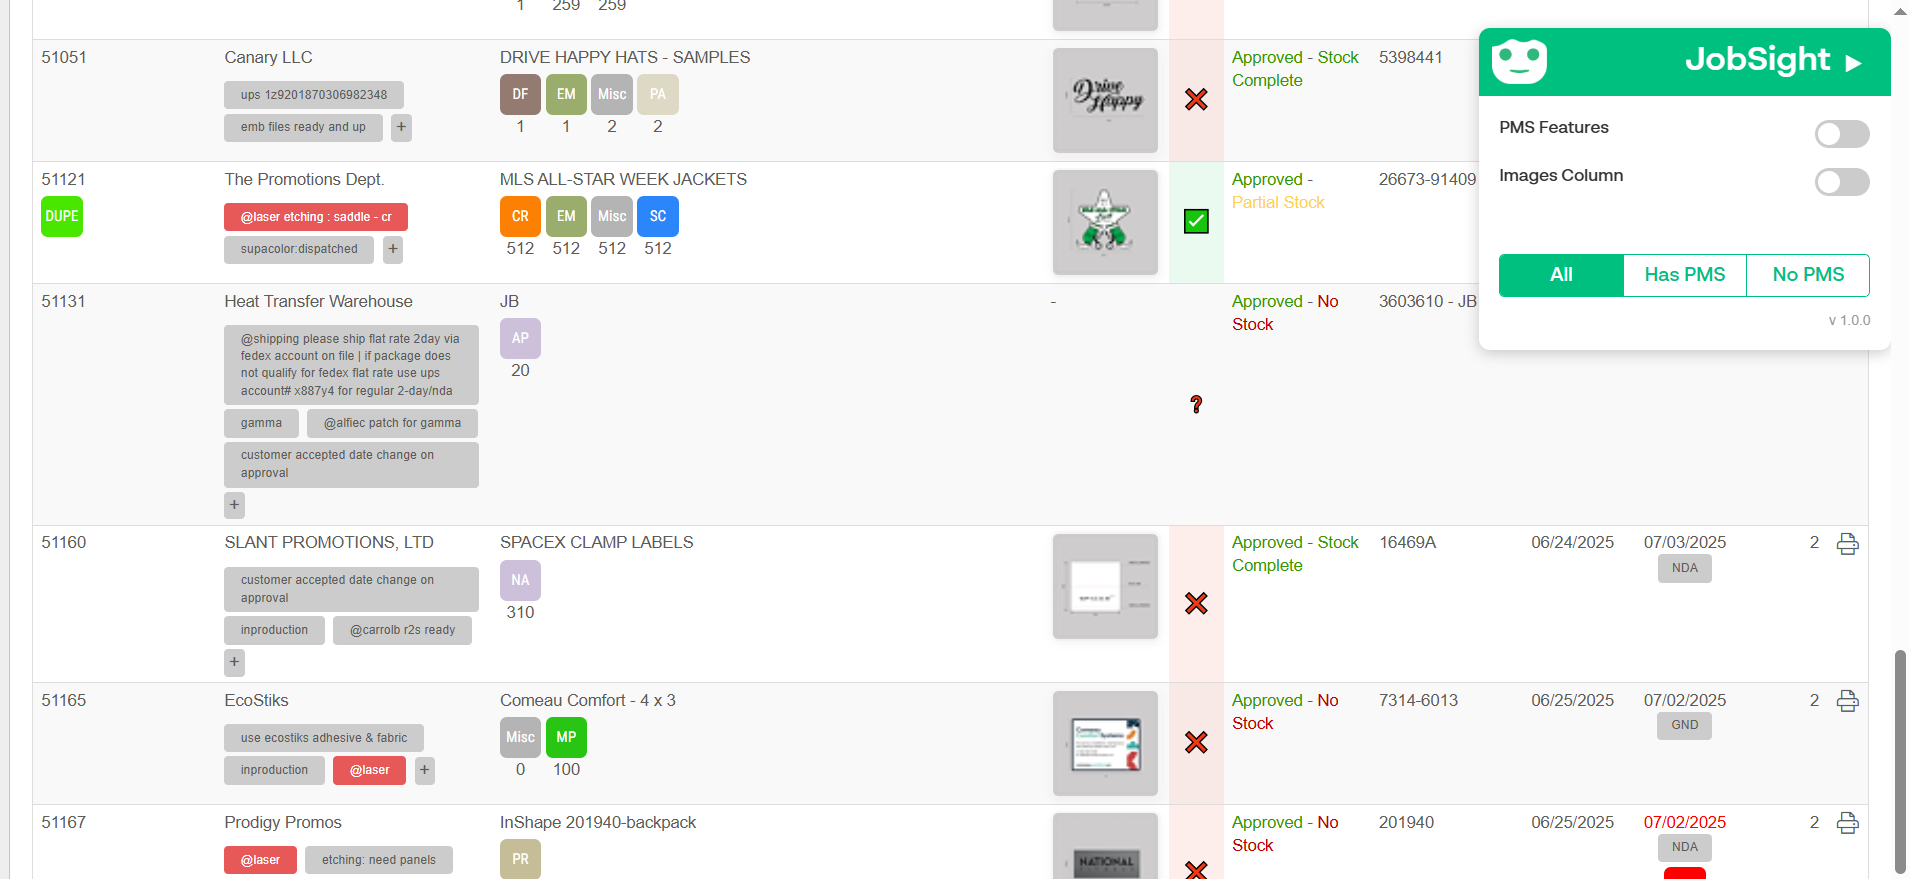 1 259 259
51051 Canary LLC DRIVE HAPPY HATS - SAMPLES Approved - Stock Complete 5398441
ups 1z9201870306982348
emb files ready and up +
DF EM Misc PA
1 1 2 2
Drive Happy
51121 The Promotions Dept. MLS ALL-STAR WEEK JACKETS Approved - Partial Stock 26673-91409
DUPE
@laser etching : saddle - cr
supacolor:dispatched +
CR EM Misc SC
512 512 512 512
51131 Heat Transfer Warehouse JB - Approved - No Stock 3603610 - JB
@shipping please ship flat rate 2day via
fedex account on file | if package does
not qualify for fedex flat rate use ups
account# x887y4 for regular 2-day/nda
gamma @alfiec patch for gamma
customer accepted date change on
approval
+
AP
20
?
51160 SLANT PROMOTIONS, LTD SPACEX CLAMP LABELS Approved - Stock Complete 16469A 06/24/2025 07/03/2025 2
NDA
customer accepted date change on
approval
inproduction @carrolb r2s ready
+
NA
310
51165 EcoStiks Comeau Comfort - 4 x 3 Approved - No Stock 7314-6013 06/25/2025 07/02/2025 2
GND
use ecostiks adhesive & fabric
inproduction @laser +
Misc MP
0 100
51167 Prodigy Promos InShape 201940-backpack Approved - No Stock 201940 06/25/2025 07/02/2025 2
NDA
@laser etching: need panels
PR
NATIONAL
JobSight
PMS Features
Images Column
All Has PMS No PMS
v 1.0.0